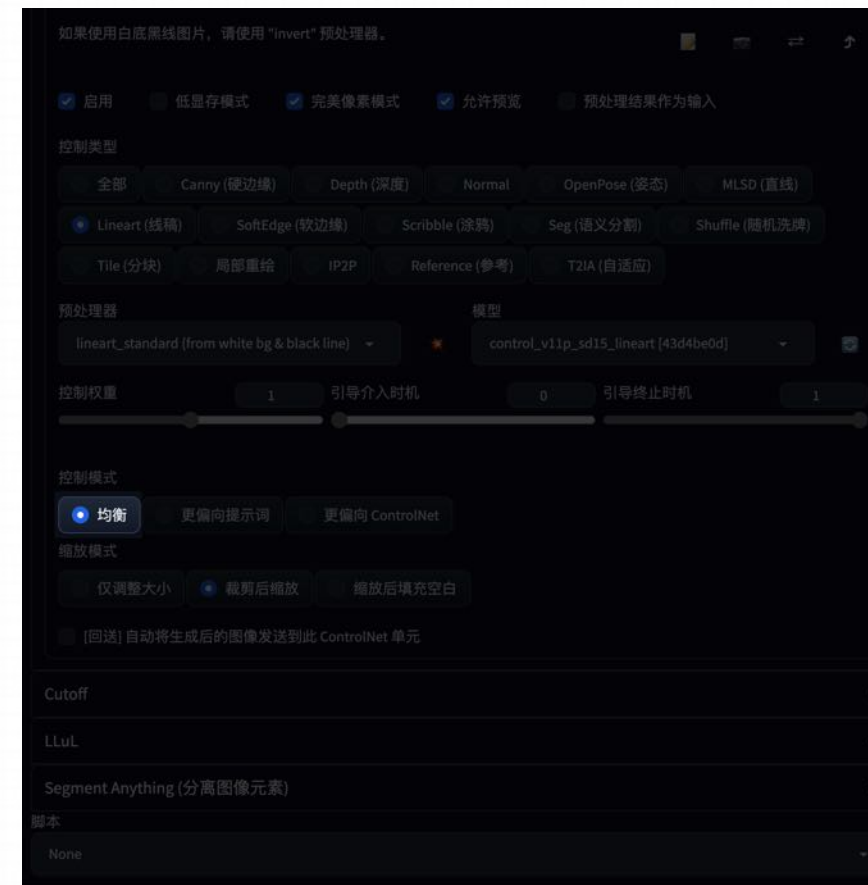 如果使用白底黑线图片，请使用 "invert" 预处理器。
启用 低显存模式 完美像素模式 允许预览 预处理结果作为输入
控制类型
全部 Canny (硬边缘) Depth (深度) Normal OpenPose (姿态) MLSD (直线)
Lineart (线稿) SoftEdge (软边缘) Scribble (涂鸦) Seg (语义分割) Shuffle (随机洗牌)
Tile (分块) 局部重绘 IP2P Reference (参考) T2IA (自适应)
预处理器 模型
lineart_standard (from white bg & black line) control_v11p_sd15_lineart [43d4be0d]
控制权重 1 引导介入时机 0 引导终止时机 1
控制模式
均衡 更偏向提示词 更偏向 ControlNet
缩放模式
仅调整大小 裁剪后缩放 缩放后填充空白
[回送] 自动将生成后的图像发送到此 ControlNet 单元
Cutoff
LLuL
Segment Anything (分离图像元素)
脚本
None